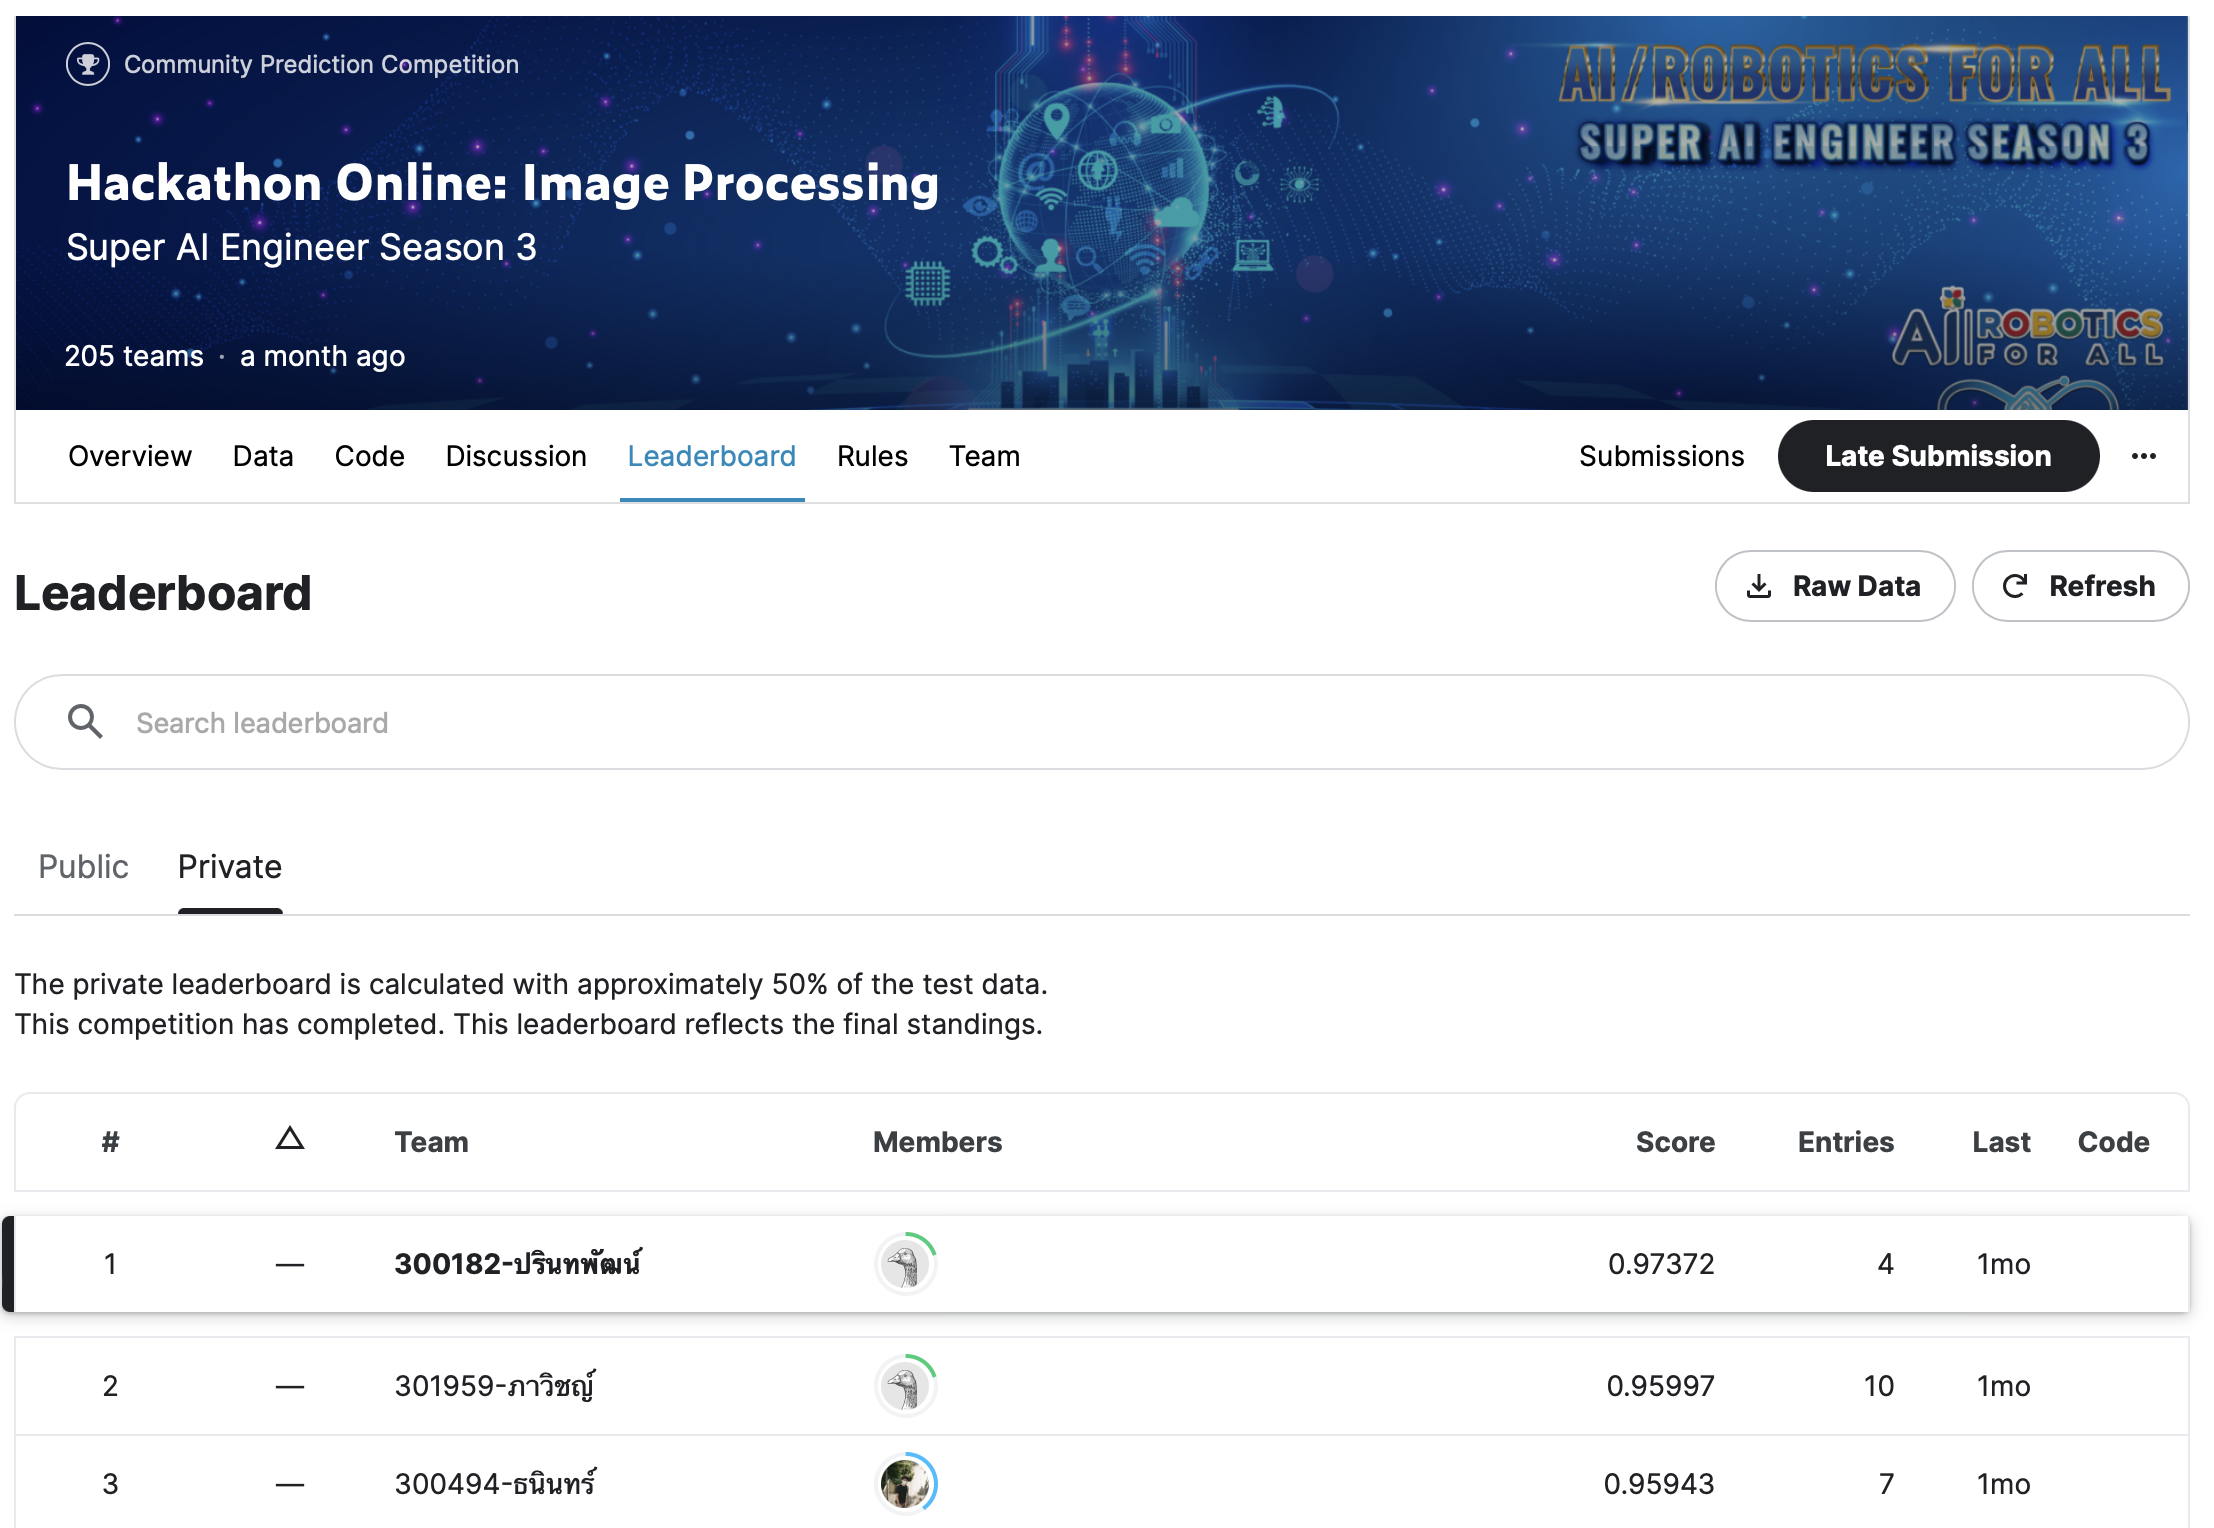 Community Prediction Competition
AI/ROBOTICS FOR ALL
SUPER AI ENGINEER SEASON 3
Hackathon Online: Image Processing
Super AI Engineer Season 3
205 teams · a month ago
AI ROBOTICS
FOR ALL
Overview Data Code Discussion Leaderboard Rules Team Submissions Late Submission ...
Leaderboard
Raw Data Refresh
Search leaderboard
Public Private
The private leaderboard is calculated with approximately 50% of the test data.
This competition has completed. This leaderboard reflects the final standings.
# △ Team Members Score Entries Last Code
1 — 300182-ปรินทพัฒน์ 0.97372 4 1mo
2 — 301959-ภาวิชญ์ 0.95997 10 1mo
3 — 300494-ธนินทร์ 0.95943 7 1mo